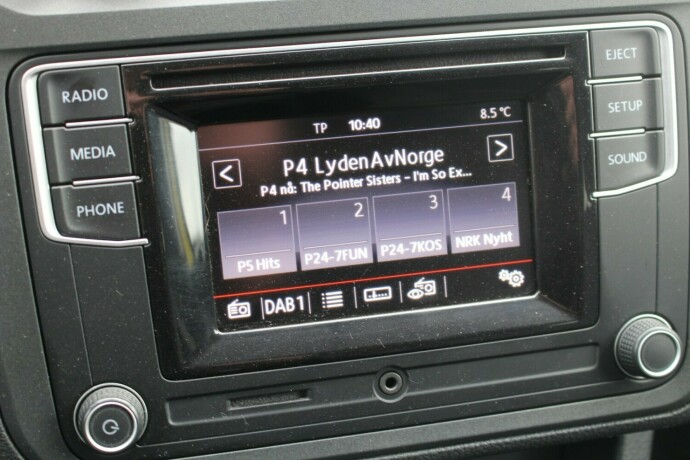 RADIO
MEDIA
PHONE
EJECT
SETUP
SOUND
TP 10:40 8.5 °C
< P4 LydenAvNorge >
P4 nå: The Pointer Sisters - I'm So Ex...
1 2 3 4
P5 Hits P24-7FUN P24-7KOS NRK Nyht
DAB1